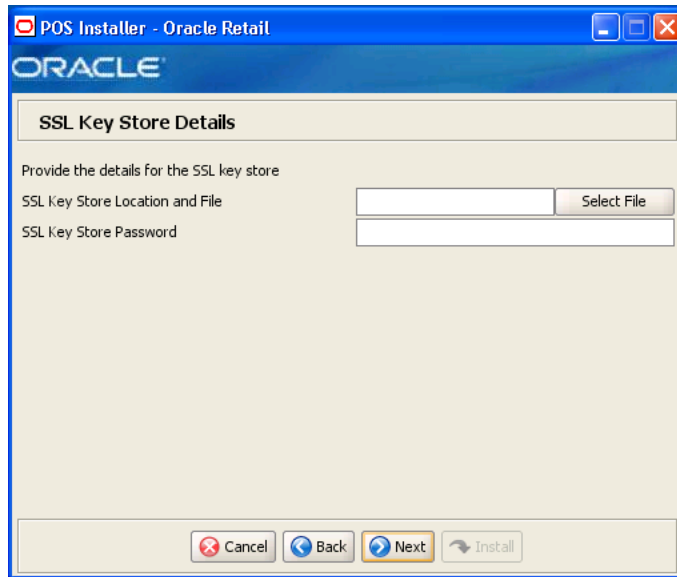 POS Installer - Oracle Retail
ORACLE
SSL Key Store Details
Provide the details for the SSL key store
SSL Key Store Location and File Select File
SSL Key Store Password
Cancel Back Next Install